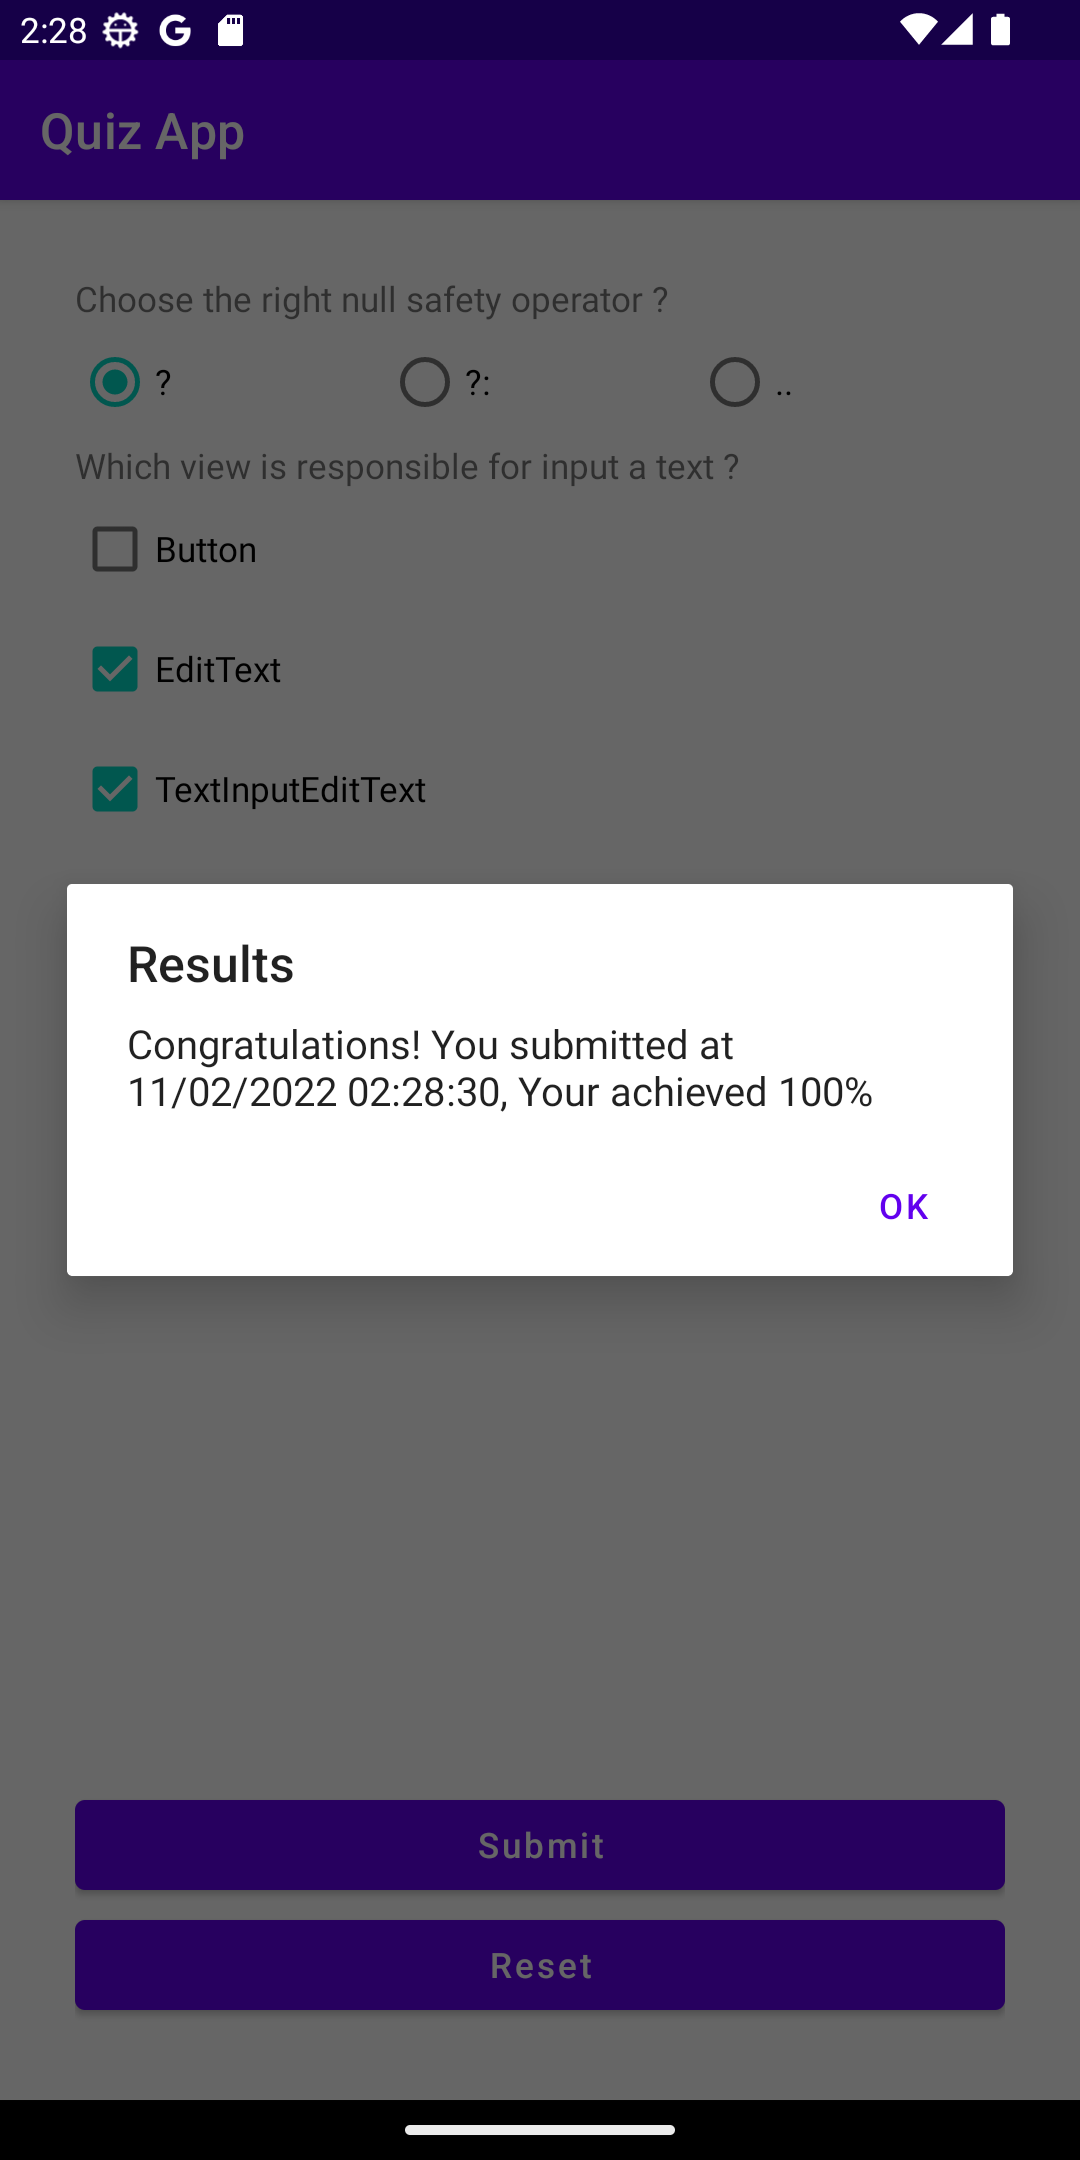 2:28
Quiz App
Choose the right null safety operator ?
? ?: ..
Which view is responsible for input a text ?
Button
EditText
TextInputEditText
Results
Congratulations! You submitted at
11/02/2022 02:28:30, Your achieved 100%
OK
Submit
Reset